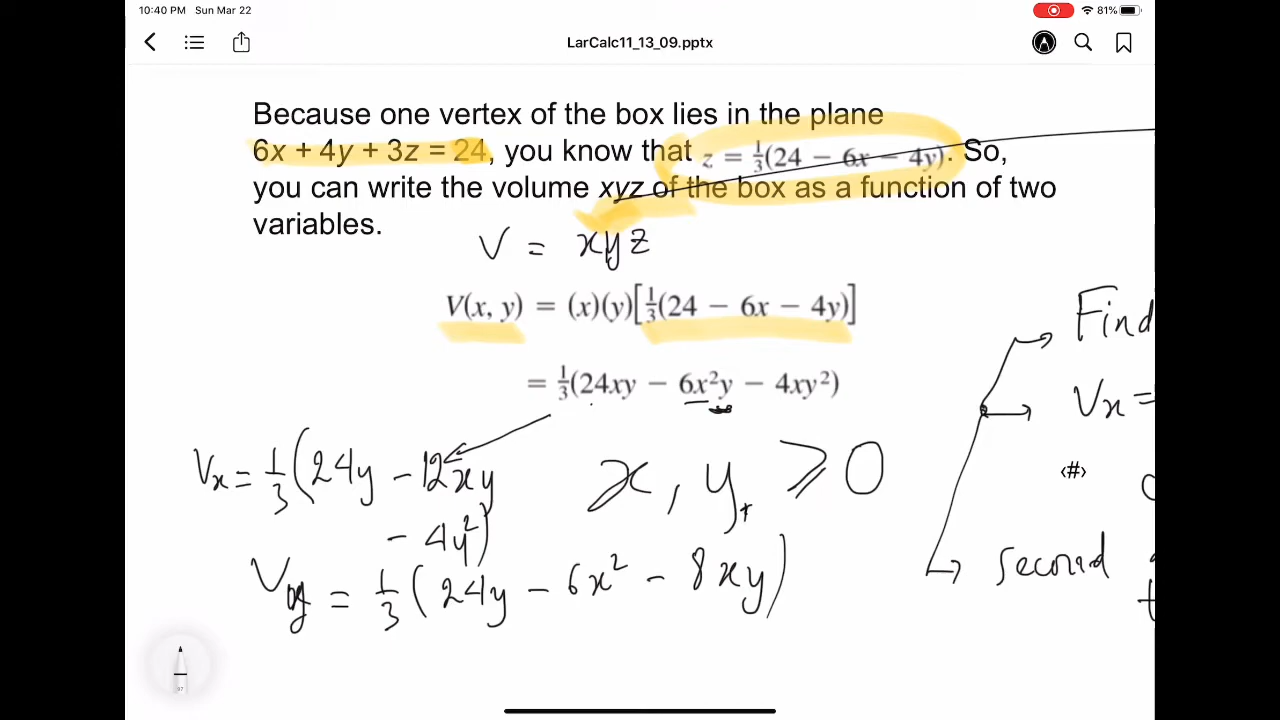 10:40 PM Sun Mar 22
81%
LarCalc11_13_09.pptx
Because one vertex of the box lies in the plane
6x + 4y + 3z = 24, you know that z = 1/3(24 − 6x − 4y). So,
you can write the volume xyz of the box as a function of two
variables.
V = xyz
V(x, y) = (x)(y)[1/3(24 − 6x − 4y)]
= 1/3(24xy − 6x²y − 4xy²)
Find
Vx =
Vx = 1/3(24y − 12xy
− 4y²)
x, y ⩾ 0
‹#›
Vy = 1/3(24y − 6x² − 8xy)
second
97